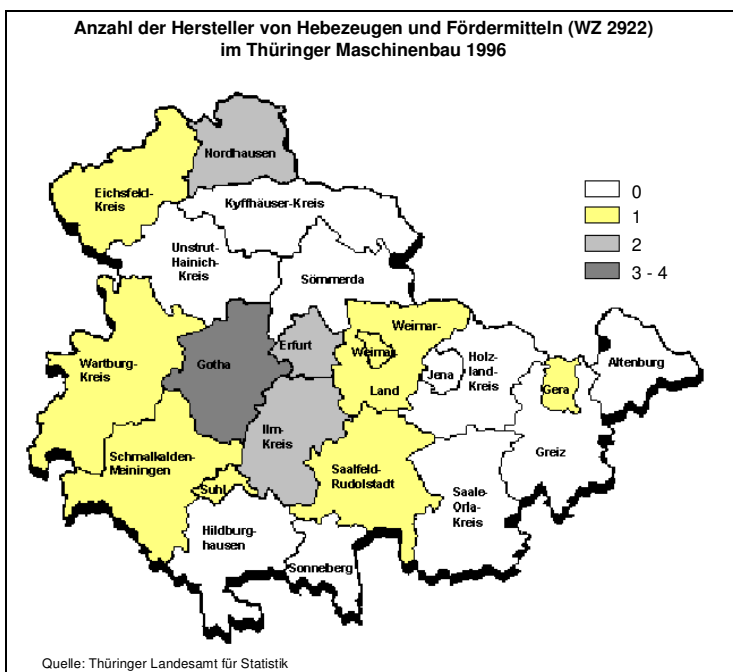 Anzahl der Hersteller von Hebezeugen und Fördermitteln (WZ 2922)
im Thüringer Maschinenbau 1996
Nordhausen
Eichsfeld-
Kreis
Kyffhäuser-Kreis
Unstrut-
Hainich-
Kreis
Sömmerda
0
1
2
3 - 4
Weimar-
Land
Weimar
Erfurt
Gotha
Wartburg-
Kreis
Jena
Holz-
land-
Kreis
Gera
Altenburg
Greiz
Ilm-
Kreis
Schmalkalden-
Meiningen
Suhl
Saalfeld-
Rudolstadt
Saale-
Orla-
Kreis
Hildburg-
hausen
Sonneberg
Quelle: Thüringer Landesamt für Statistik